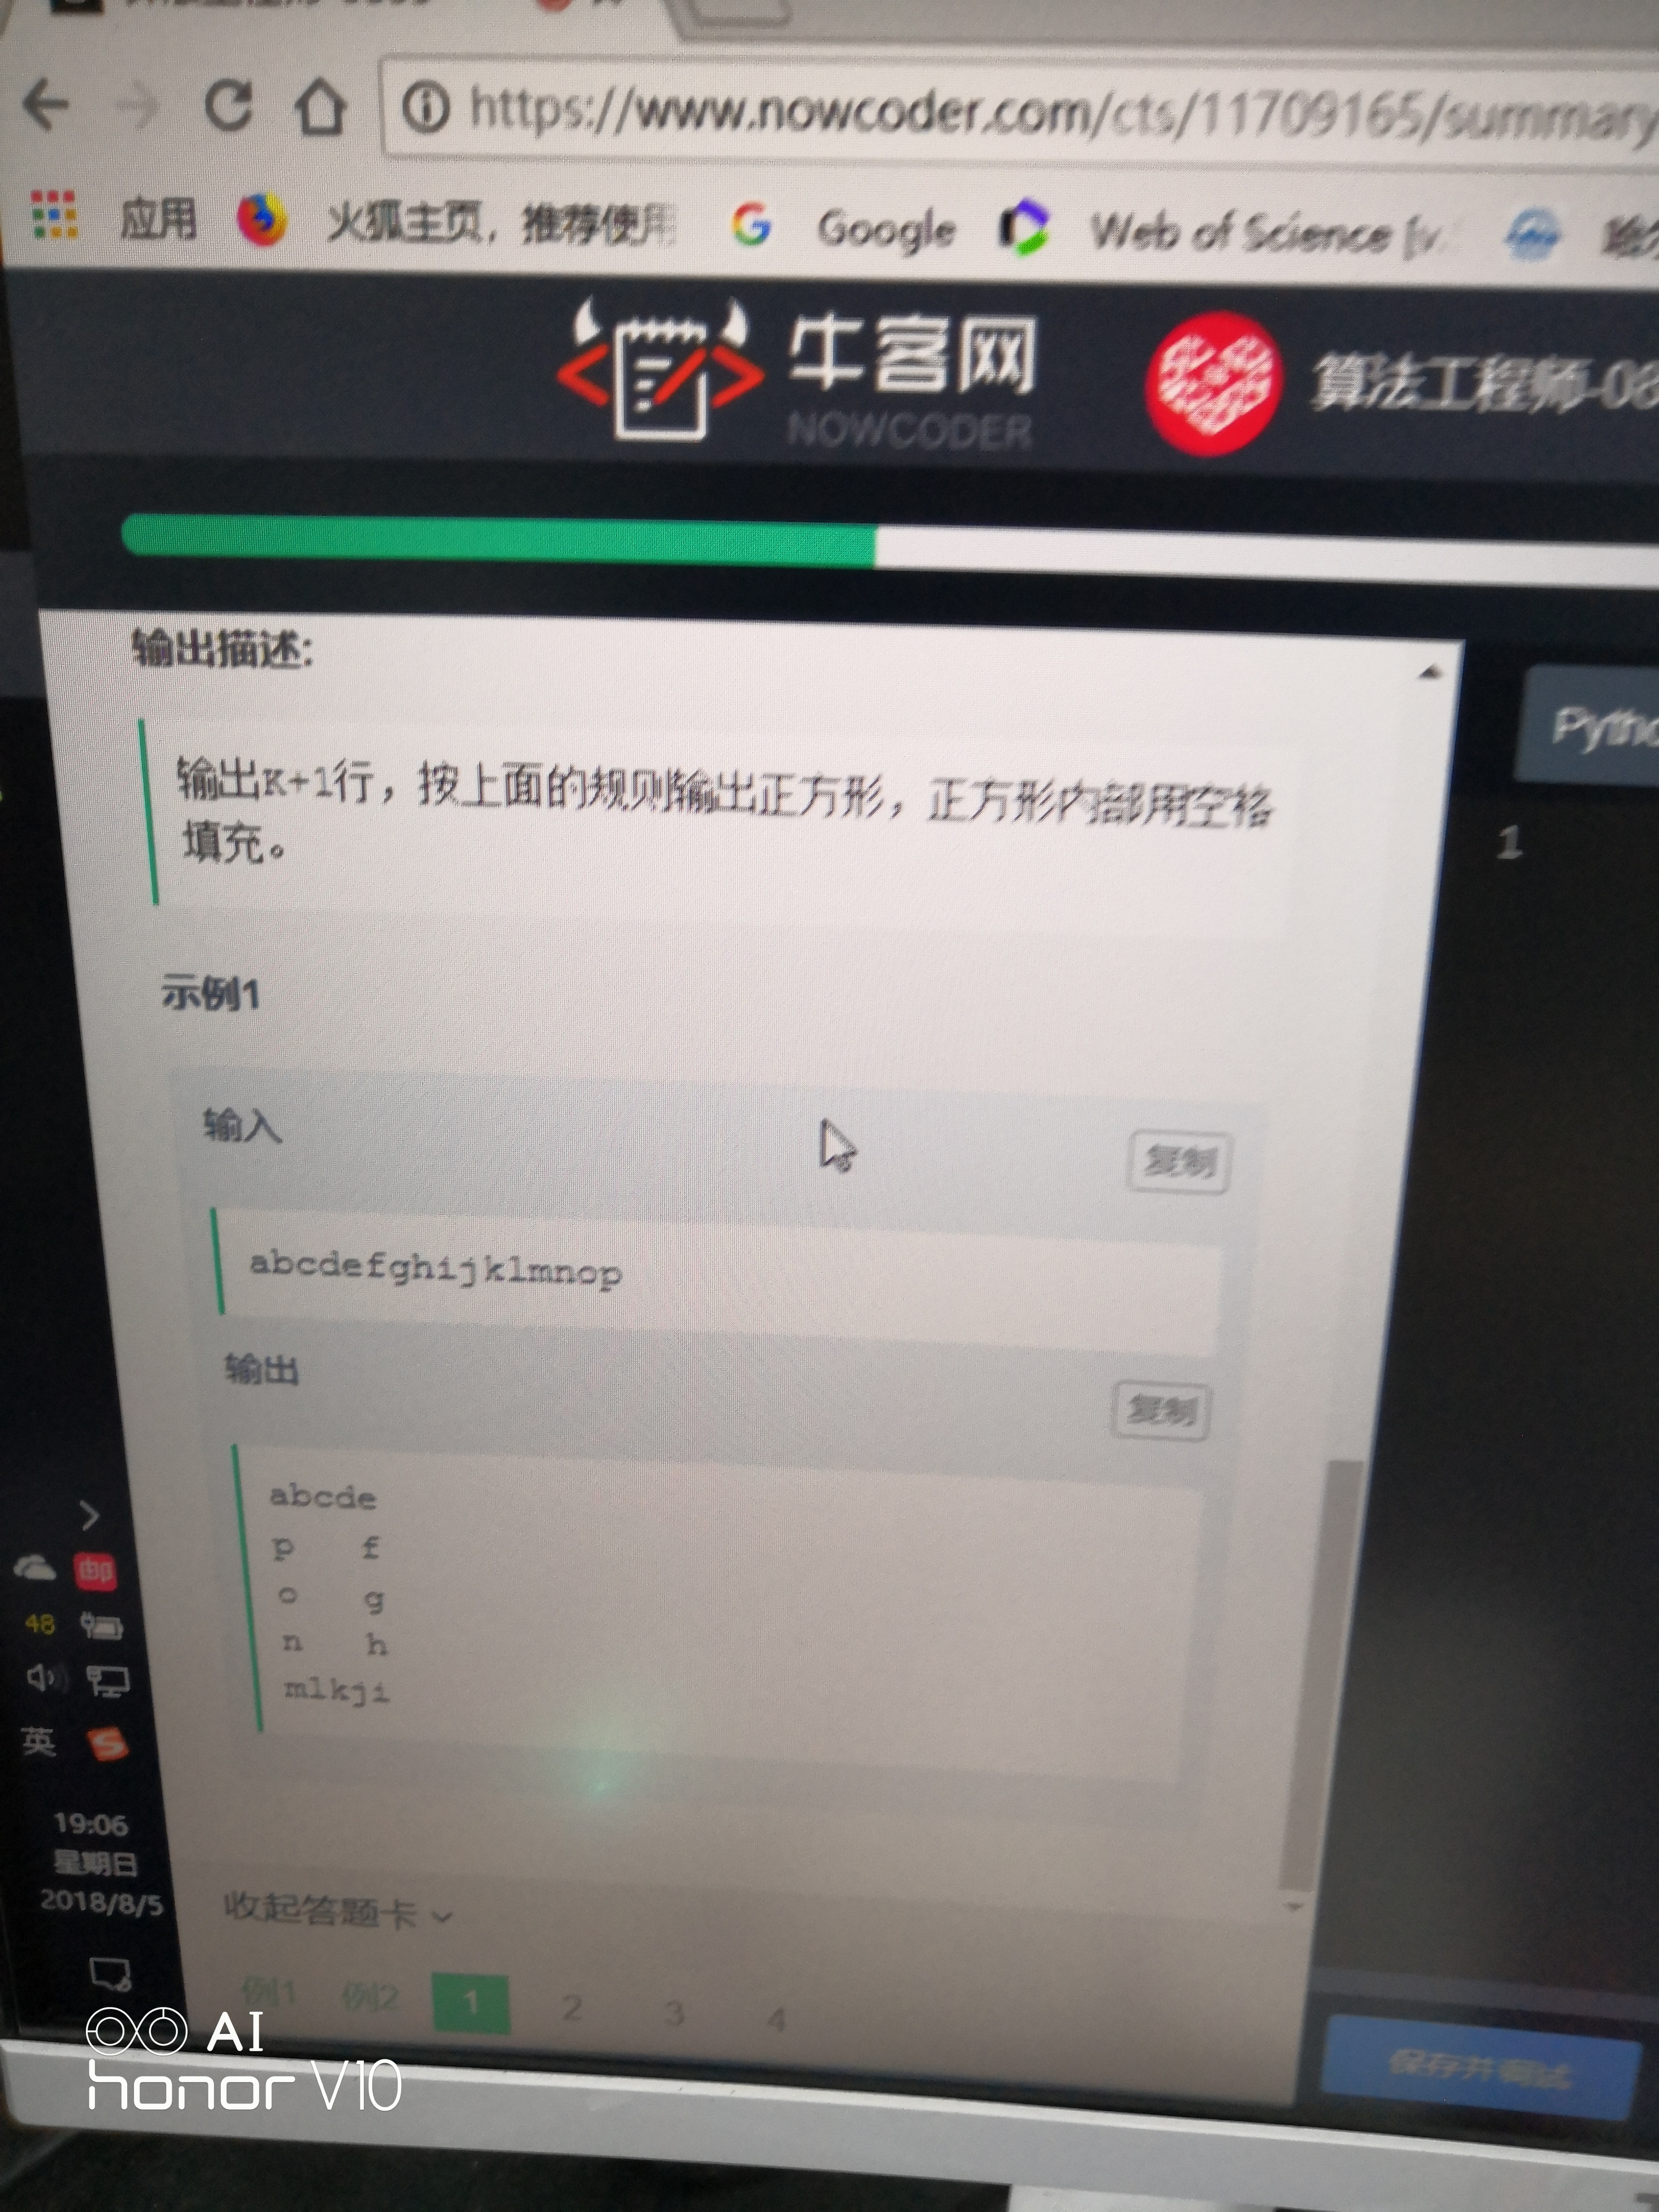 https://www.nowcoder.com/cts/11709165/summary
应用 火狐主页，推荐使用 Google Web of Science [v.
牛客网 算法工程师-08
NOWCODER
输出描述:
输出K+1行，按上面的规则输出正方形，正方形内部用空格
填充。
1
示例1
输入
复制
abcdefghijklmnop
输出
复制
abcde
p f
o g
n h
mlkji
48
英
19:06
星期日
2018/8/5
收起答题卡
例1 例2 1 2 3 4
保存并调试
AI
honor V10